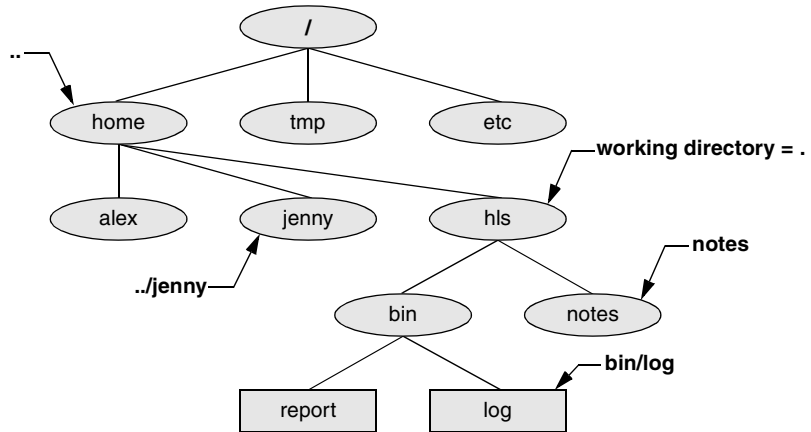 /
..
home
tmp
etc
working directory = .
alex
jenny
hls
notes
../jenny
bin
notes
bin/log
report
log